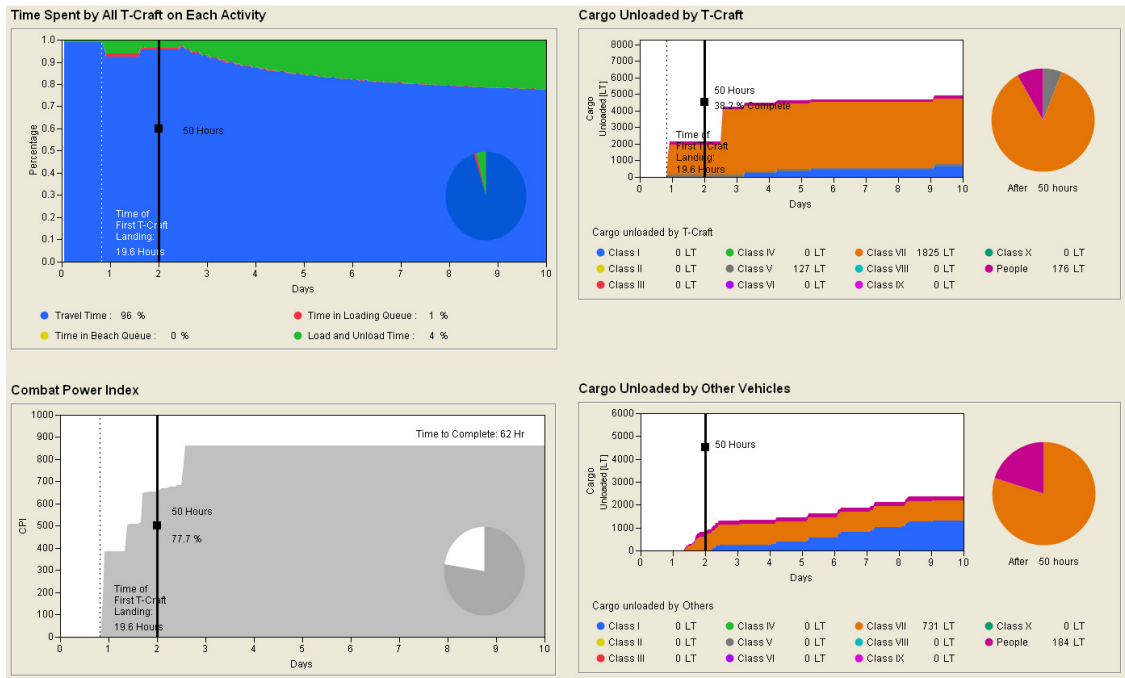 Time Spent by All T-Craft on Each Activity
1.0
0.9
0.8
0.7
0.6
0.5
0.4
0.3
0.2
0.1
0.0
Percentage
50 Hours
Time of
First T-Craft
Landing:
19.6 Hours
0 1 2 3 4 5 6 7 8 9 10
Days
Travel Time : 96 %
Time in Loading Queue : 1 %
Time in Beach Queue : 0 %
Load and Unload Time : 4 %
Cargo Unloaded by T-Craft
8000
7000
6000
5000
4000
3000
2000
1000
0
Cargo
Unloaded [LT]
50 Hours
38.2 % Complete
Time of
First T-Craft
Landing:
19.6 Hours
0 1 2 3 4 5 6 7 8 9 10
Days
After 50 hours
Cargo unloaded by T-Craft
Class I 0 LT
Class IV 0 LT
Class VII 1825 LT
Class X 0 LT
Class II 0 LT
Class V 127 LT
Class VIII 0 LT
People 176 LT
Class III 0 LT
Class VI 0 LT
Class IX 0 LT
Combat Power Index
1000
900
800
700
600
500
400
300
200
100
0
CPI
Time to Complete: 62 Hr
50 Hours
77.7 %
Time of
First T-Craft
Landing:
19.6 Hours
0 1 2 3 4 5 6 7 8 9 10
Days
Cargo Unloaded by Other Vehicles
6000
5000
4000
3000
2000
1000
0
Cargo
Unloaded [LT]
50 Hours
0 1 2 3 4 5 6 7 8 9 10
Days
After 50 hours
Cargo unloaded by Others
Class I 0 LT
Class IV 0 LT
Class VII 731 LT
Class X 0 LT
Class II 0 LT
Class V 0 LT
Class VIII 0 LT
People 184 LT
Class III 0 LT
Class VI 0 LT
Class IX 0 LT